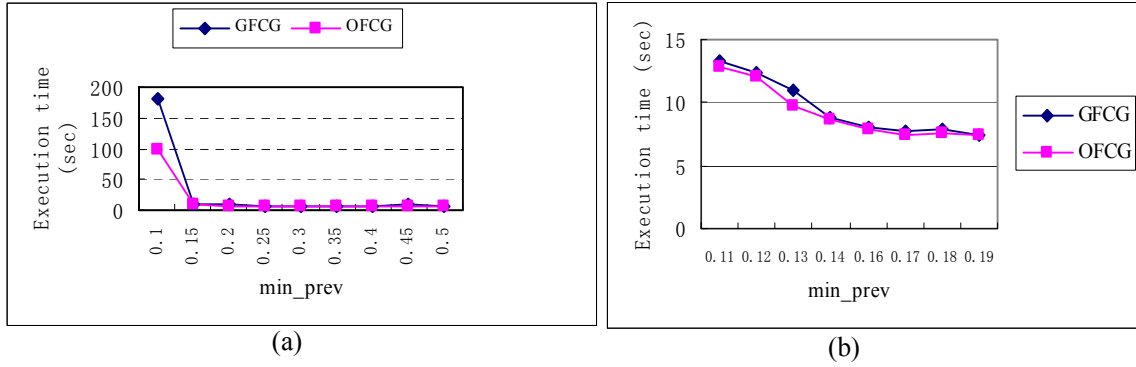 GFCG OFCG
Execution time (sec)
200
150
100
50
0
0.1 0.15 0.2 0.25 0.3 0.35 0.4 0.45 0.5
min_prev
(a)
Execution time (sec)
15
10
5
0
0.11 0.12 0.13 0.14 0.16 0.17 0.18 0.19
min_prev
GFCG
OFCG
(b)